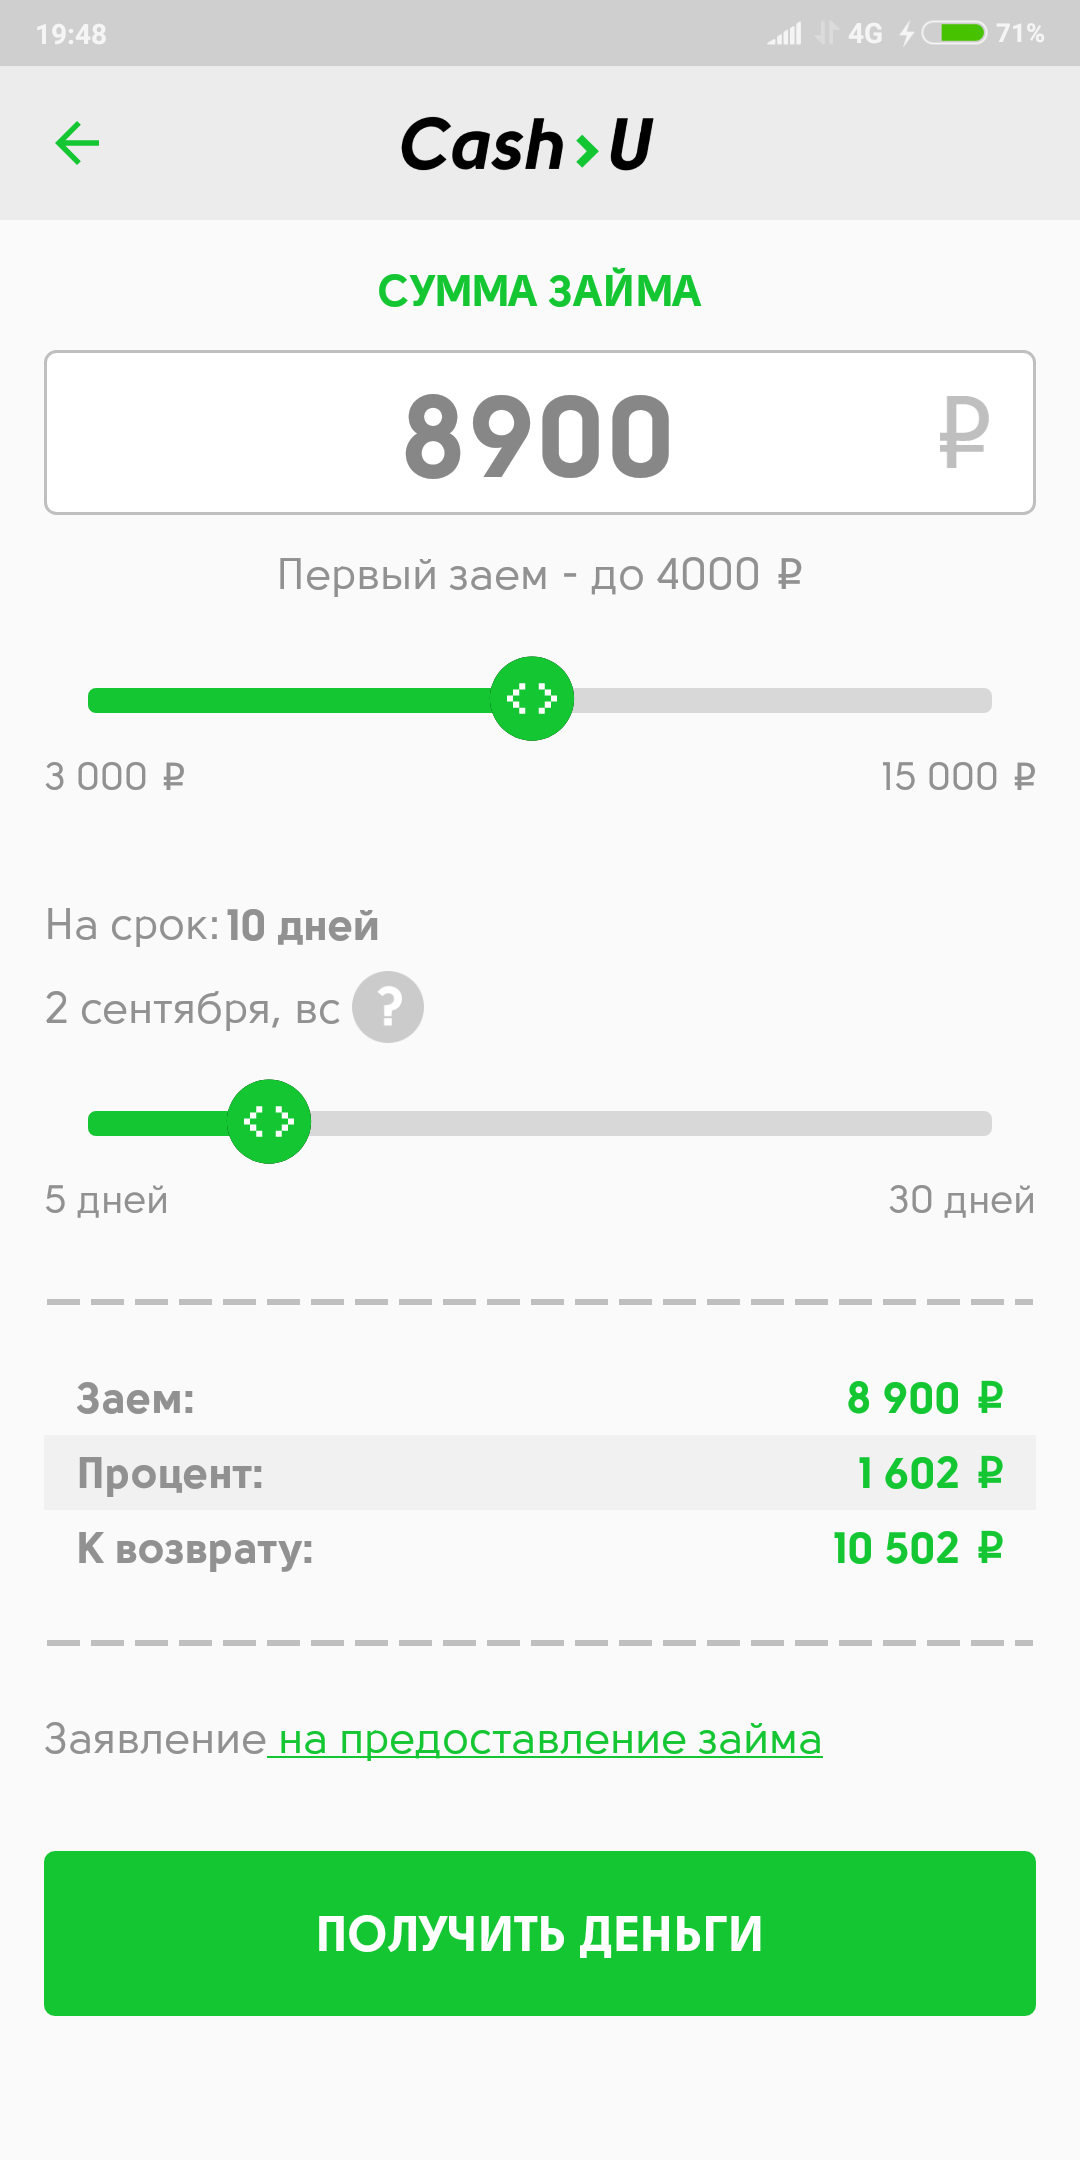 19:48 4G 71%
Cash U
СУММА ЗАЙМА
8900 ₽
Первый заем - до 4000 ₽
3 000 ₽ 15 000 ₽
На срок: 10 дней
2 сентября, вс ?
5 дней 30 дней
Заем: 8 900 ₽
Процент: 1 602 ₽
К возврату: 10 502 ₽
Заявление на предоставление займа
ПОЛУЧИТЬ ДЕНЬГИ